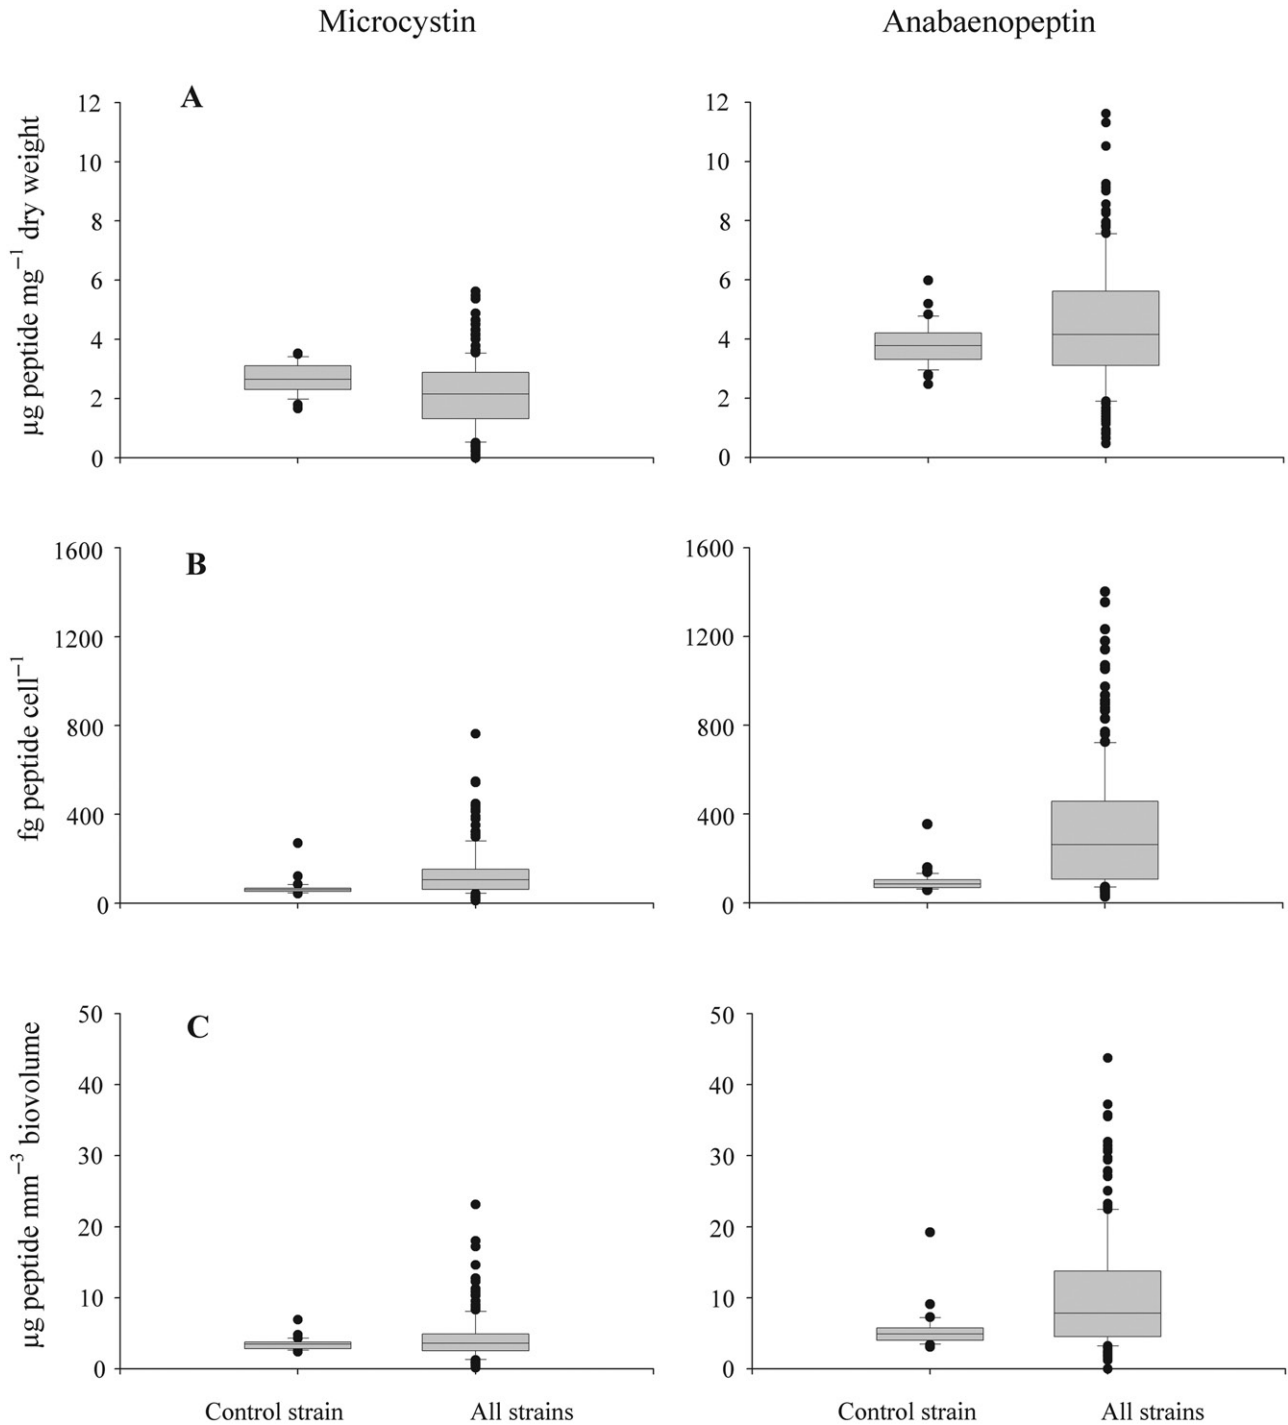 Microcystin Anabaenopeptin
A
µg peptide mg⁻¹ dry weight
12 12
10 10
8 8
6 6
4 4
2 2
0 0
B
fg peptide cell⁻¹
1600 1600
1200 1200
800 800
400 400
0 0
C
µg peptide mm⁻³ biovolume
50 50
40 40
30 30
20 20
10 10
0 0
Control strain All strains Control strain All strains